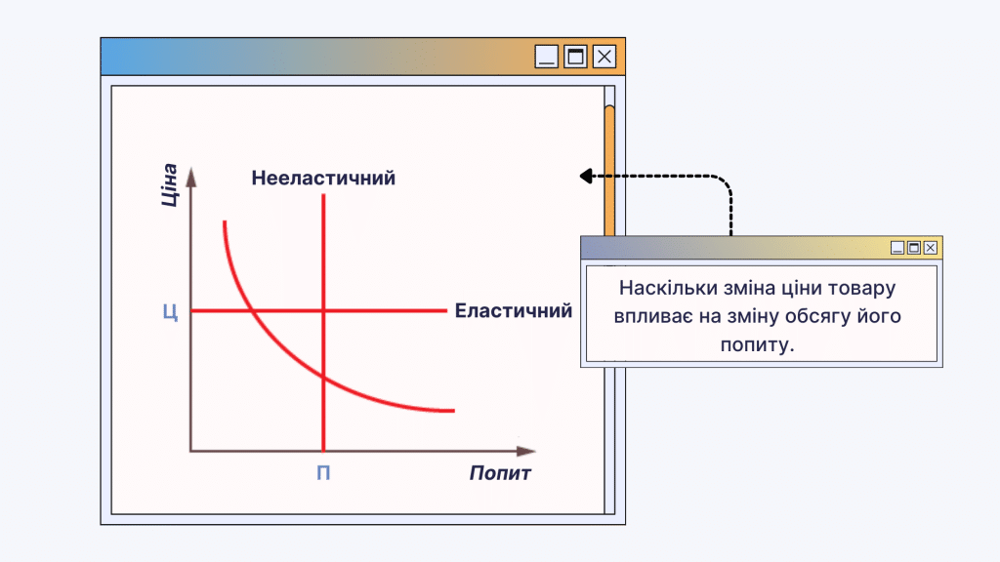 Ціна
Нееластичний
Ц
Еластичний
П
Попит
Наскільки зміна ціни товару
впливає на зміну обсягу його
попиту.